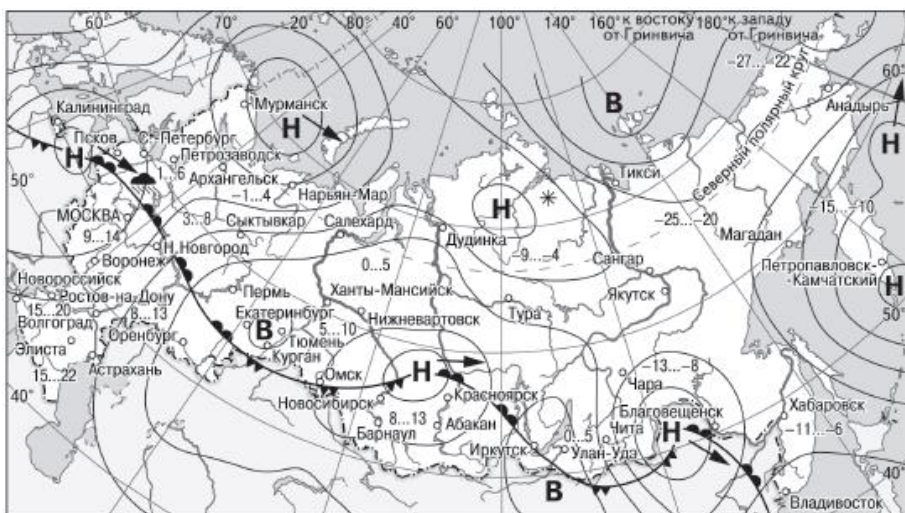 60° 70° 80° 40° 60° 100° 140° 160° к востоку 180° к западу
от Гринвича от Гринвича
−27...−22
60°
Калининград
Мурманск
В
Северный полярный круг
Анадырь
Псков
С.-Петербург
Н
Н
Н
Петрозаводск
50°
1...6
Архангельск
Нарьян-Мар
Тикси
−1...4
Н
−15...−10
МОСКВА
3...8
Сыктывкар
Салехард
−25...−20
9...14
Дудинка
Магадан
Н.Новгород
−9...−4
Воронеж
0...5
Сангар
Петропавловск-
Камчатский
Новороссийск
Пермь
Ханты-Мансийск
Якутск
Н
Ростов-на-Дону
Екатеринбург
Тура
15...20
8...13
В
5...10
Нижневартовск
50°
Волгоград
Тюмень
Оренбург
Курган
Элиста
Н
−13...−8
15...22
Астрахань
Омск
Чара
Красноярск
Хабаровск
40°
Новосибирск
Благовещенск
8...13
Чита
−11...−6
Барнаул
Абакан
0...5
Н
Иркутск
Улан-Удэ
40°
В
Владивосток